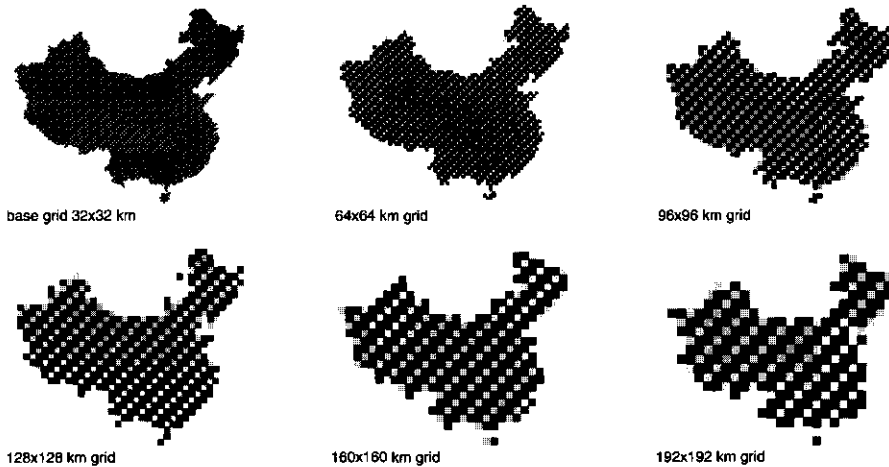 base grid 32x32 km
64x64 km grid
96x96 km grid
128x128 km grid
160x160 km grid
192x192 km grid